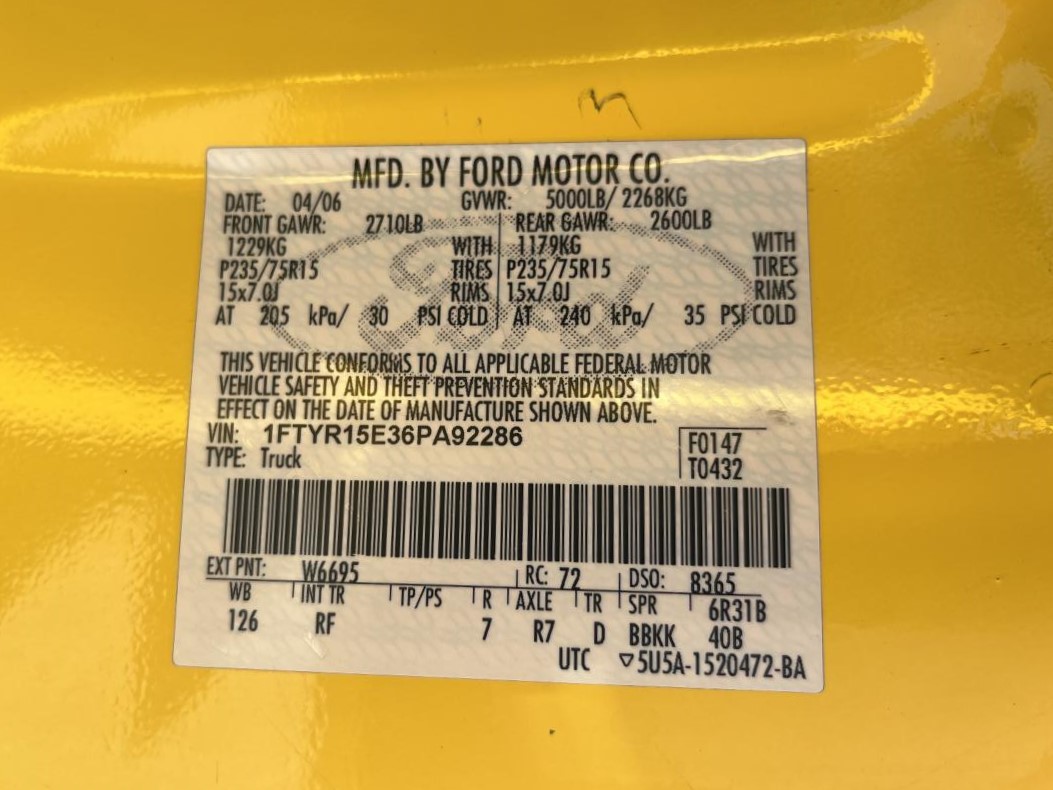 MFD. BY FORD MOTOR CO.
DATE: 04/06 GVWR: 5000LB/ 2268KG
FRONT GAWR: 2710LB REAR GAWR: 2600LB
1229KG WITH 1179KG WITH
P235/75R15 TIRES P235/75R15 TIRES
15x7.0J RIMS 15x7.0J RIMS
AT 205 kPa/ 30 PSI COLD AT 240 kPa/ 35 PSI COLD
Ford
THIS VEHICLE CONFORMS TO ALL APPLICABLE FEDERAL MOTOR
VEHICLE SAFETY AND THEFT PREVENTION STANDARDS IN
EFFECT ON THE DATE OF MANUFACTURE SHOWN ABOVE.
VIN: 1FTYR15E36PA92286 F0147
TYPE: Truck T0432
EXT PNT: W6695 RC: 72 DSO: 8365
WB INT TR TP/PS R AXLE TR SPR 6R31B
126 RF 7 R7 D BBKK 40B
UTC ▽5U5A-1520472-BA